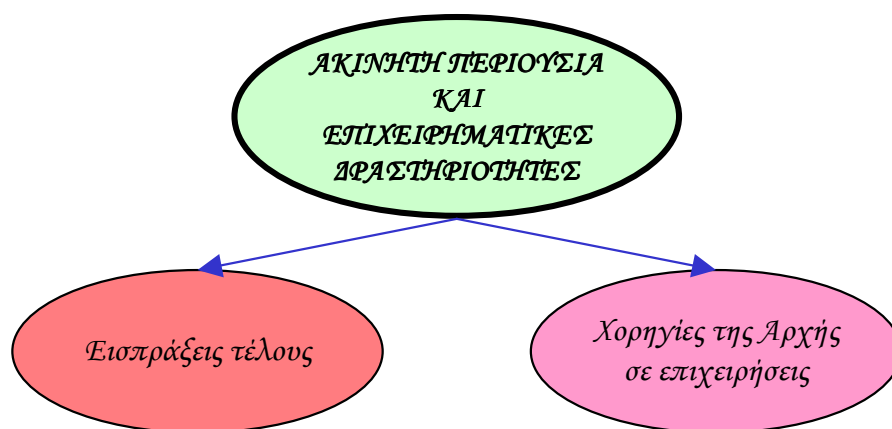 ΑΚΙΝΗΤΗ ΠΕΡΙΟΥΣΙΑ
ΚΑΙ
ΕΠΙΧΕΙΡΗΜΑΤΙΚΕΣ
ΔΡΑΣΤΗΡΙΟΤΗΤΕΣ
Εισπράξεις τέλους
Χορηγίες της Αρχής
σε επιχειρήσεις